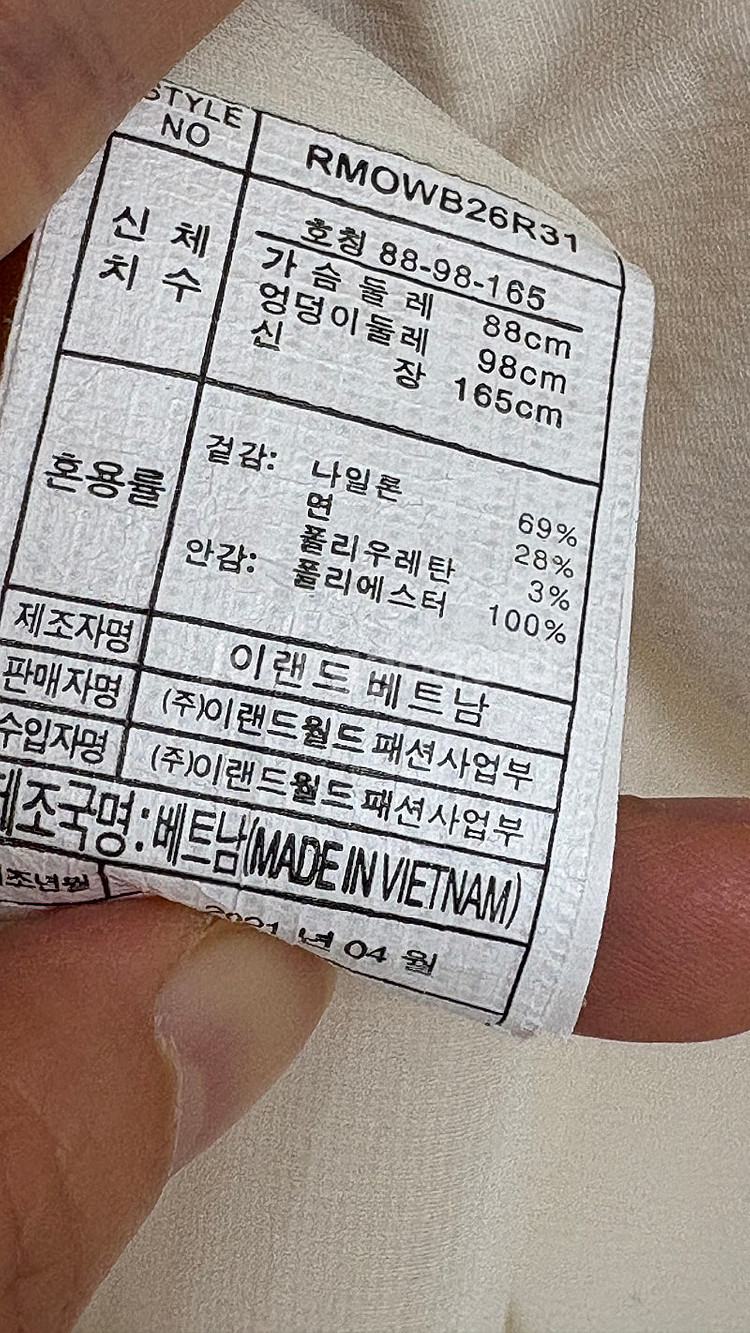 STYLE NO RMOWB26R31
신체 치수
호칭 88-98-165
가슴둘레 88cm
엉덩이둘레 98cm
신장 165cm
혼용률
겉감: 나일론 69%
면 28%
폴리우레탄 3%
안감: 폴리에스터 100%
제조자명 이랜드 베트남
판매자명 (주)이랜드월드 패션사업부
수입자명 (주)이랜드월드 패션사업부
제조국명:베트남(MADE IN VIETNAM)
제조년월 2021 년 04 월